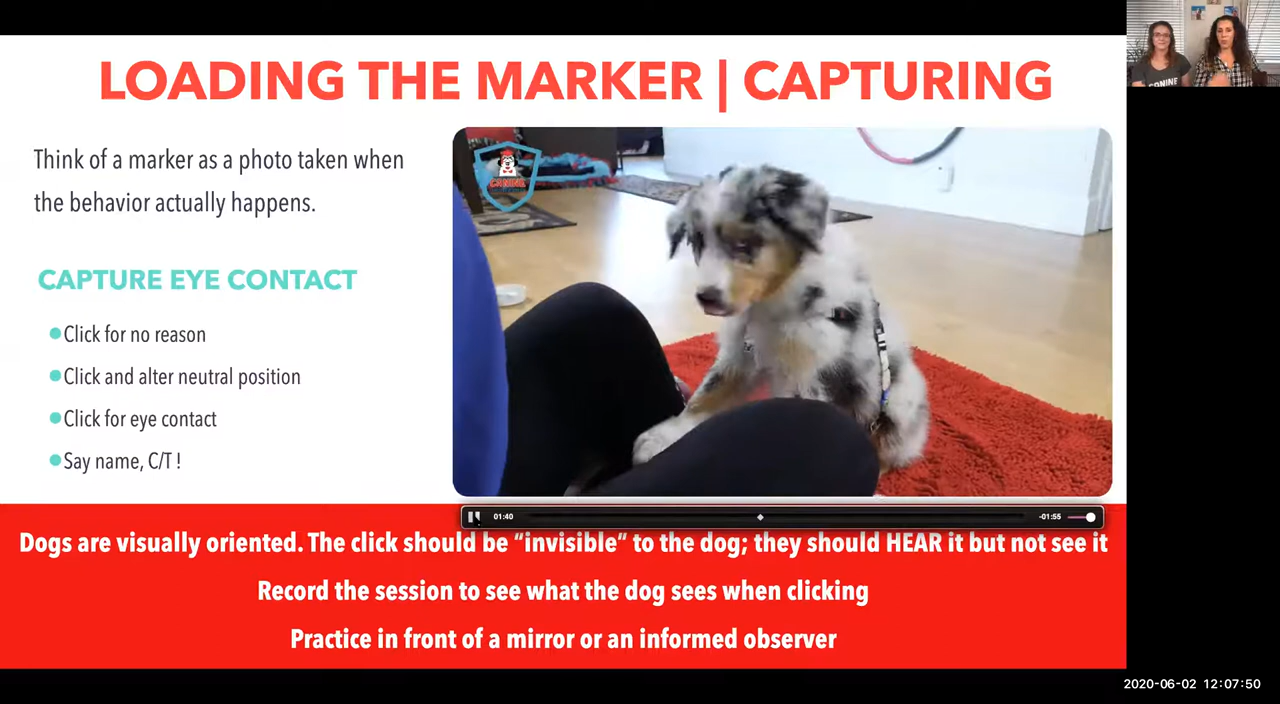 LOADING THE MARKER | CAPTURING
Think of a marker as a photo taken when
the behavior actually happens.
CAPTURE EYE CONTACT
Click for no reason
Click and alter neutral position
Click for eye contact
Say name, C/T !
01:40
-01:55
Dogs are visually oriented. The click should be “invisible“ to the dog; they should HEAR it but not see it
Record the session to see what the dog sees when clicking
Practice in front of a mirror or an informed observer
2020-06-02 12:07:50